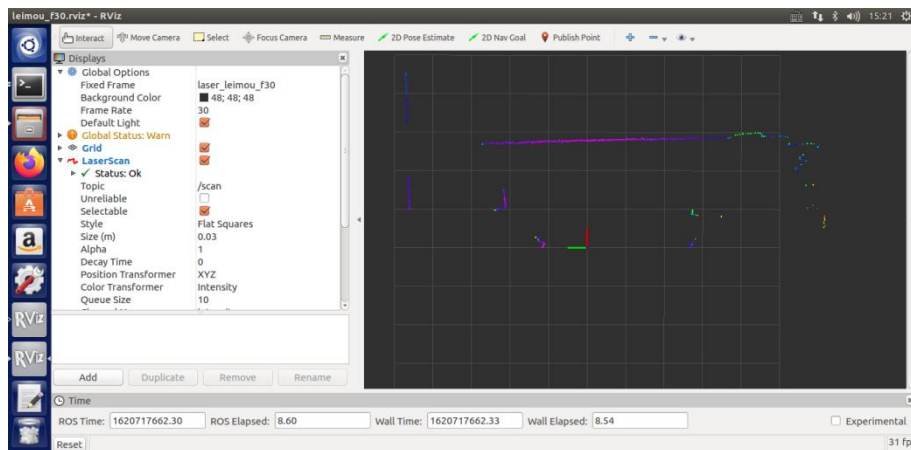 leimou_f30.rviz* - RViz
15:21
Interact Move Camera Select Focus Camera Measure 2D Pose Estimate 2D Nav Goal Publish Point
Displays
Global Options
Fixed Frame laser_leimou_f30
Background Color 48; 48; 48
Frame Rate 30
Default Light
Global Status: Warn
Grid
LaserScan
Status: Ok
Topic /scan
Unreliable
Selectable
Style Flat Squares
Size (m) 0.03
Alpha 1
Decay Time 0
Position Transformer XYZ
Color Transformer Intensity
Queue Size 10
RViz
RViz
Add Duplicate Remove Rename
Time
ROS Time: 1620717662.30 ROS Elapsed: 8.60 Wall Time: 1620717662.33 Wall Elapsed: 8.54 Experimental
Reset 31 fp